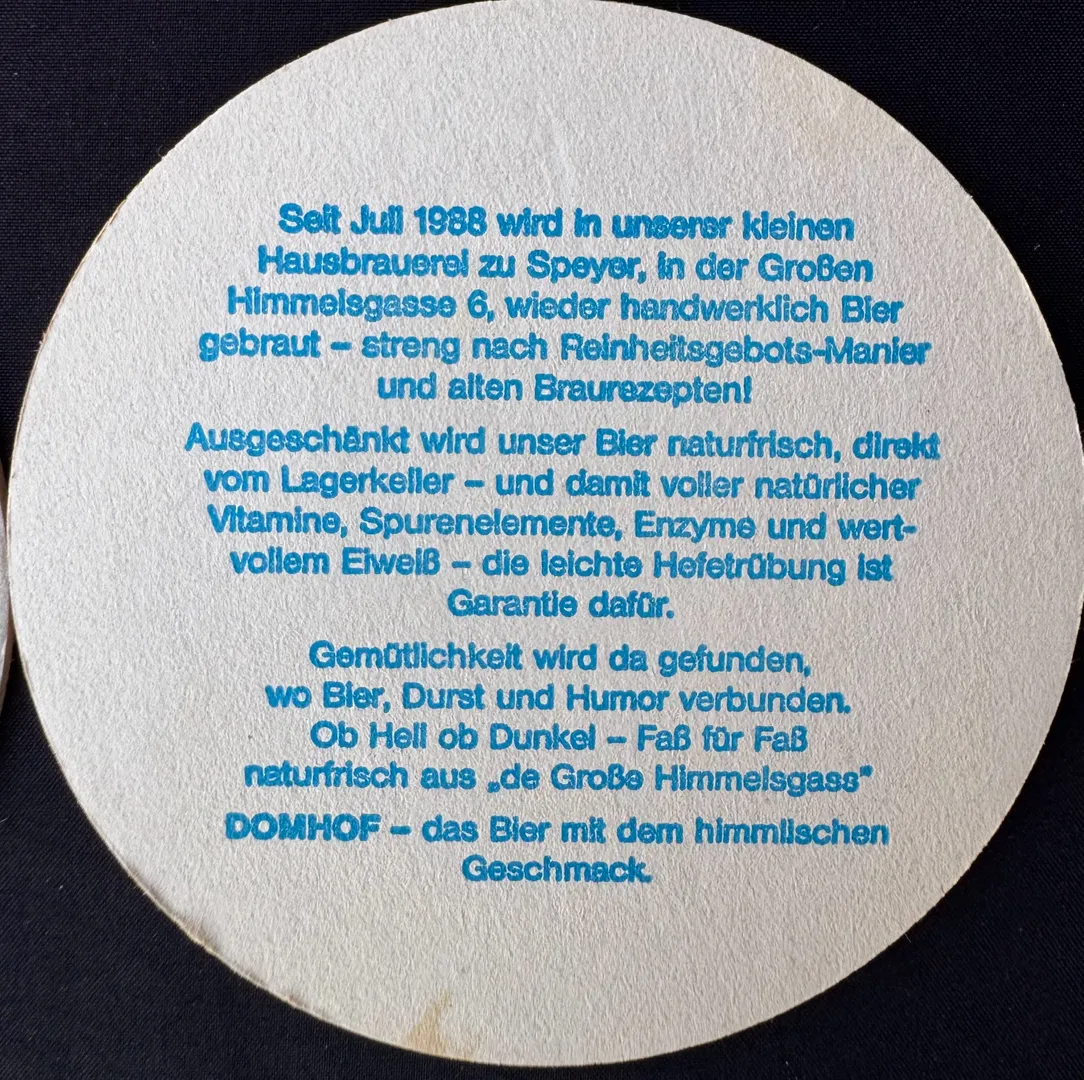 Seit Juli 1988 wird in unserer kleinen
Hausbrauerei zu Speyer, in der Großen
Himmelsgasse 6, wieder handwerklich Bier
gebraut – streng nach Reinheitsgebots-Manier
und alten Braurezepten!
Ausgeschänkt wird unser Bier naturfrisch, direkt
vom Lagerkeller – und damit voller natürlicher
Vitamine, Spurenelemente, Enzyme und wert-
vollem Eiweiß – die leichte Hefetrübung ist
Garantie dafür.
Gemütlichkeit wird da gefunden,
wo Bier, Durst und Humor verbunden.
Ob Hell ob Dunkel – Faß für Faß
naturfrisch aus „de Große Himmelsgass"
DOMHOF – das Bier mit dem himmlischen
Geschmack.